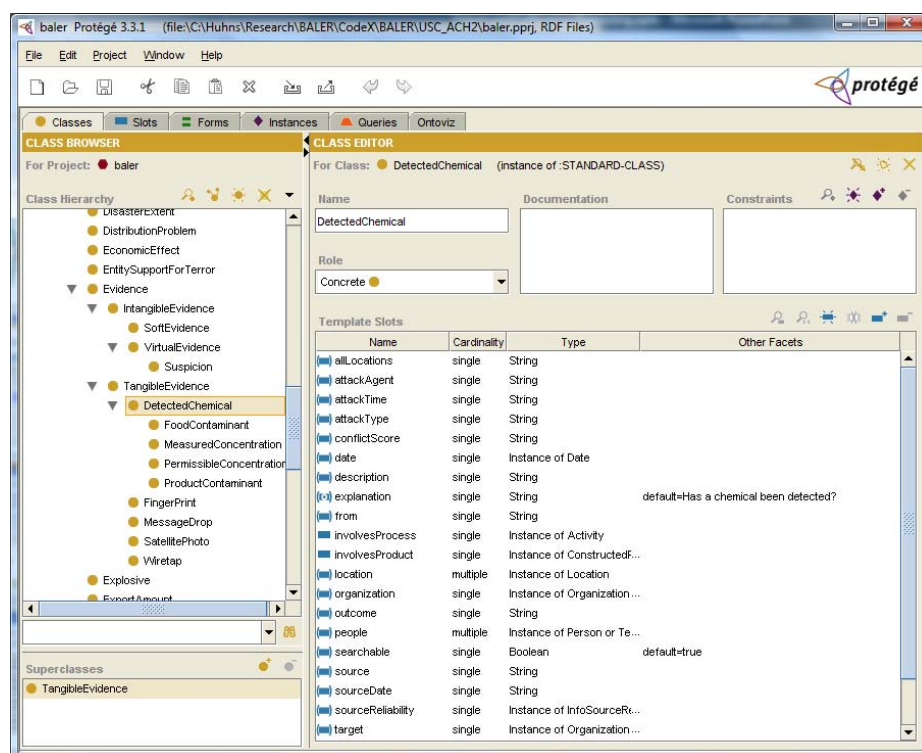 baler Protégé 3.3.1 (file:\C:\Huhns\Research\BALER\CodeX\BALER\USC_ACH2\baler.pprj, RDF Files)
File Edit Project Window Help
protégé
Classes Slots Forms Instances Queries Ontoviz
CLASS BROWSER
For Project: baler
Class Hierarchy
DisasterExtent
DistributionProblem
EconomicEffect
EntitySupportForTerror
Evidence
IntangibleEvidence
SoftEvidence
VirtualEvidence
Suspicion
TangibleEvidence
DetectedChemical
FoodContaminant
MeasuredConcentration
PermissibleConcentration
ProductContaminant
FingerPrint
MessageDrop
SatellitePhoto
Wiretap
Explosive
ExportAmount
Superclasses
TangibleEvidence
CLASS EDITOR
For Class: DetectedChemical (instance of :STANDARD-CLASS)
Name Documentation Constraints
DetectedChemical
Role
Concrete
Template Slots
Name Cardinality Type Other Facets
allLocations single String
attackAgent single String
attackTime single String
attackType single String
conflictScore single String
date single Instance of Date
description single String
explanation single String default=Has a chemical been detected?
from single String
involvesProcess single Instance of Activity
involvesProduct single Instance of ConstructedF...
location multiple Instance of Location
organization single Instance of Organization ...
outcome single String
people multiple Instance of Person or Te...
searchable single Boolean default=true
source single String
sourceDate single String
sourceReliability single Instance of InfoSourceRe...
target single Instance of Organization ...